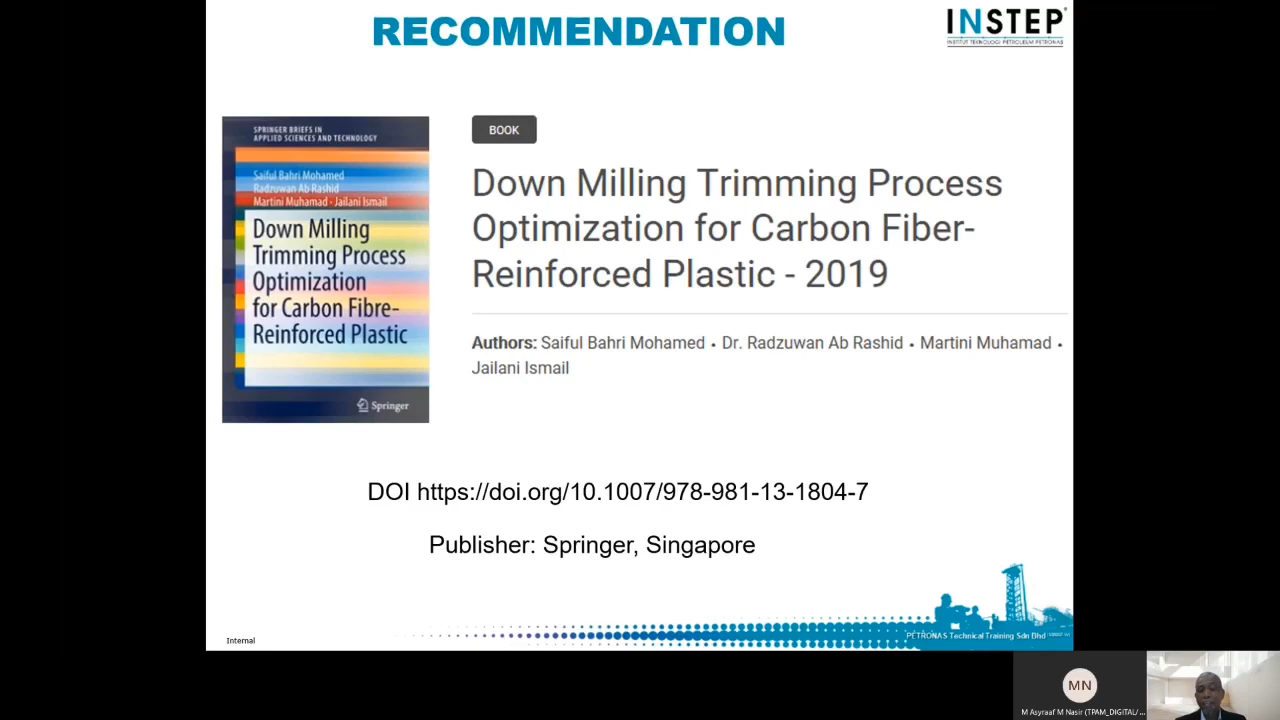 RECOMMENDATION
INSTEP
INSTITUT TEKNOLOGI PETROLEUM PETRONAS
SPRINGER BRIEFS IN
APPLIED SCIENCES AND TECHNOLOGY
Saiful Bahri Mohamed
Radzuwan Ab Rashid
Martini Muhamad · Jailani Ismail
Down Milling
Trimming Process
Optimization
for Carbon Fibre-
Reinforced Plastic
Springer
BOOK
Down Milling Trimming Process
Optimization for Carbon Fiber-
Reinforced Plastic - 2019
Authors: Saiful Bahri Mohamed • Dr. Radzuwan Ab Rashid • Martini Muhamad •
Jailani Ismail
DOI https://doi.org/10.1007/978-981-13-1804-7
Publisher: Springer, Singapore
Internal
PETRONAS Technical Training Sdn Bhd
MN
M Asyraaf M Nasir (TPAM_DIGITAL/...